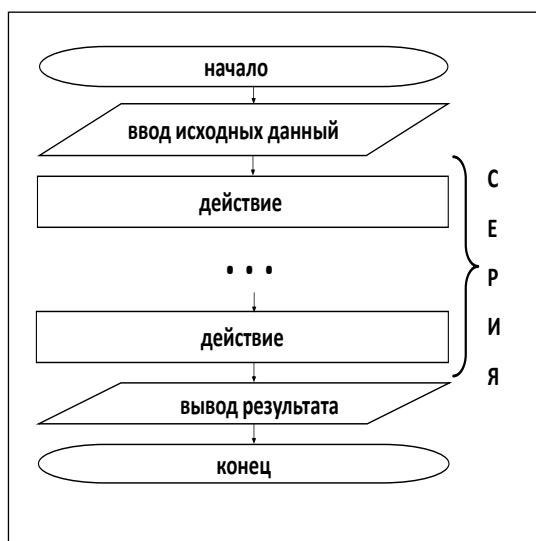 начало
ввод исходных данный
действие
. . .
действие
вывод результата
конец
С
Е
Р
И
Я